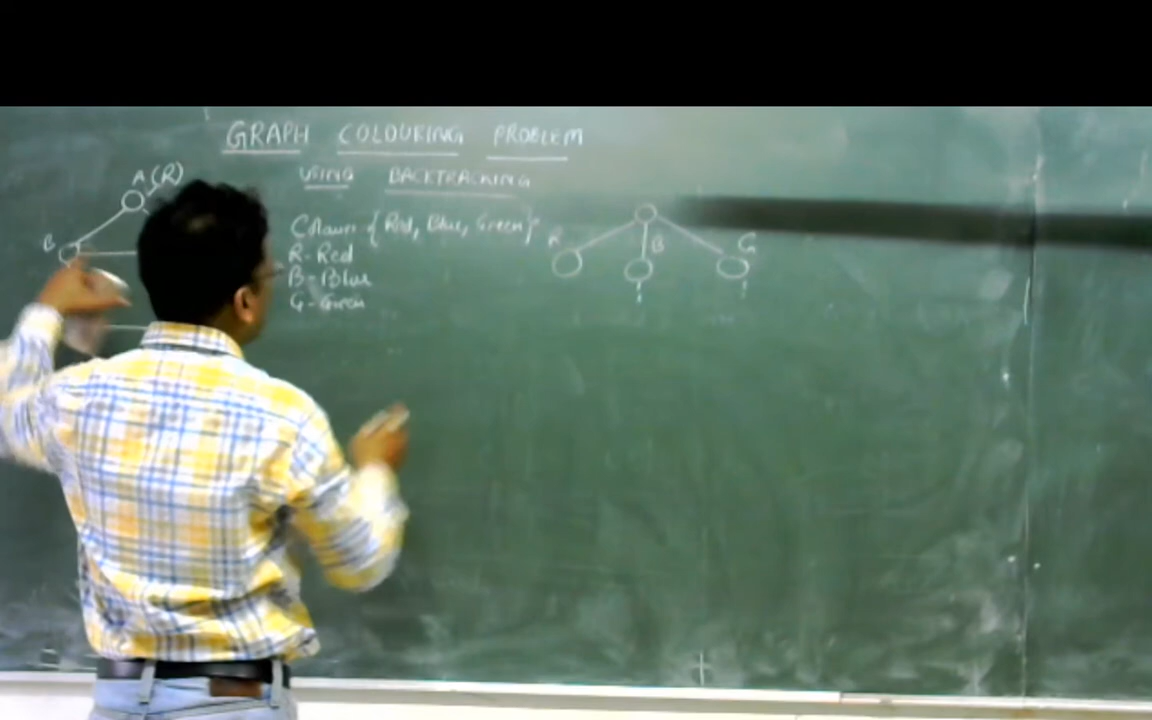 GRAPH COLOURING PROBLEM
USING BACKTRACKING
A (R)
B
Colours {Red, Blue, Green}
R - Red
B - Blue
G - Green
R B G